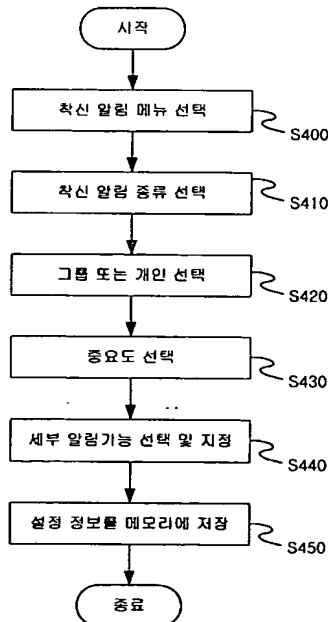 시작
착신 알림 메뉴 선택
S400
착신 알림 종류 선택
S410
그룹 또는 개인 선택
S420
중요도 선택
S430
세부 알림가능 선택 및 지정
S440
설정 정보를 메모리에 저장
S450
종료